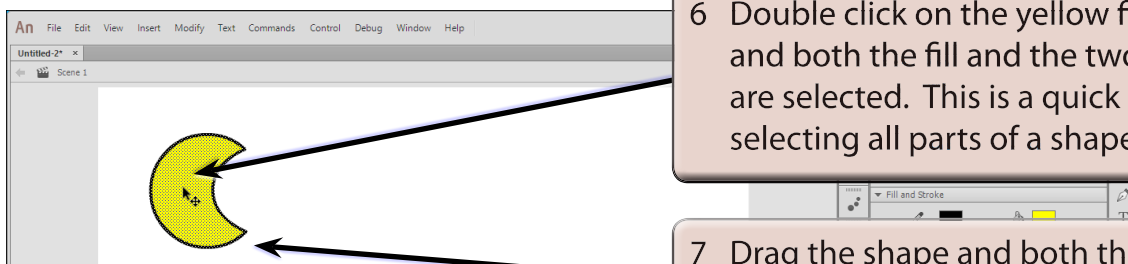 An File Edit View Insert Modify Text Commands Control Debug Window Help
Untitled-2* ×
Scene 1
6 Double click on the yellow
and both the fill and the
are selected. This is a quick
selecting all parts of a shape
Fill and Stroke
7 Drag the shape and both